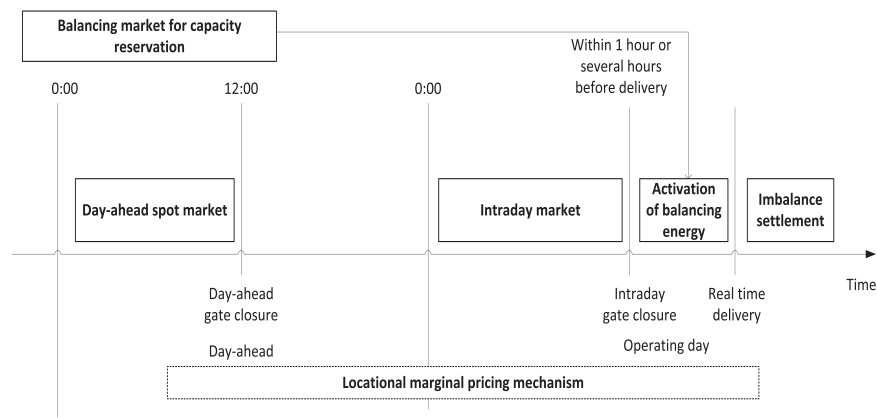 Balancing market for capacity
reservation
Within 1 hour or
several hours
before delivery
0:00
12:00
0:00
Day-ahead spot market
Intraday market
Activation
of balancing
energy
Imbalance
settlement
Time
Day-ahead
gate closure
Intraday
gate closure
Real time
delivery
Day-ahead
Operating day
Locational marginal pricing mechanism